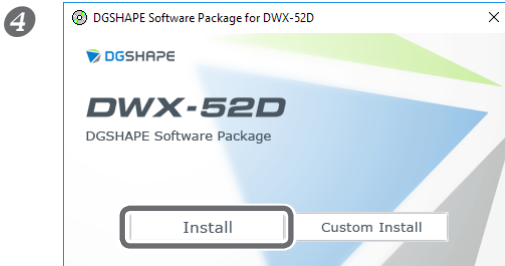 4
DGSHAPE Software Package for DWX-52D
DGSHAPE
DWX-52D
DGSHAPE Software Package
Install
Custom Install